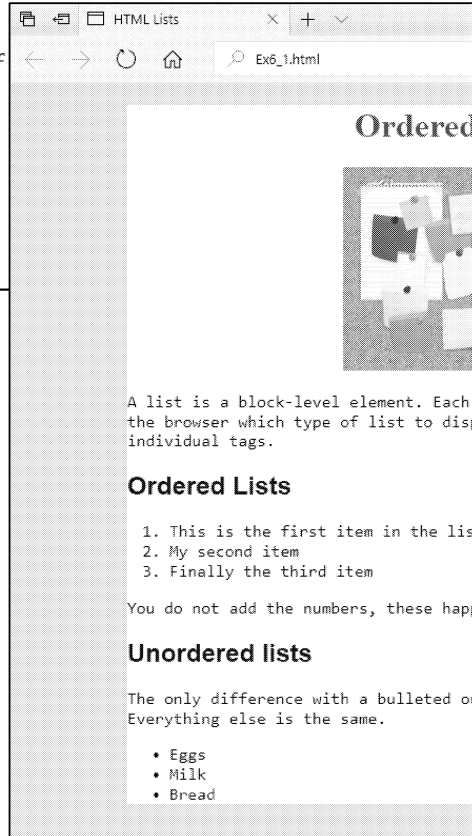 HTML Lists
Ex6_1.html
Ordered
A list is a block-level element. Each
the browser which type of list to disp
individual tags.
Ordered Lists
1. This is the first item in the lis
2. My second item
3. Finally the third item
You do not add the numbers, these hap
Unordered lists
The only difference with a bulleted o
Everything else is the same.
• Eggs
• Milk
• Bread